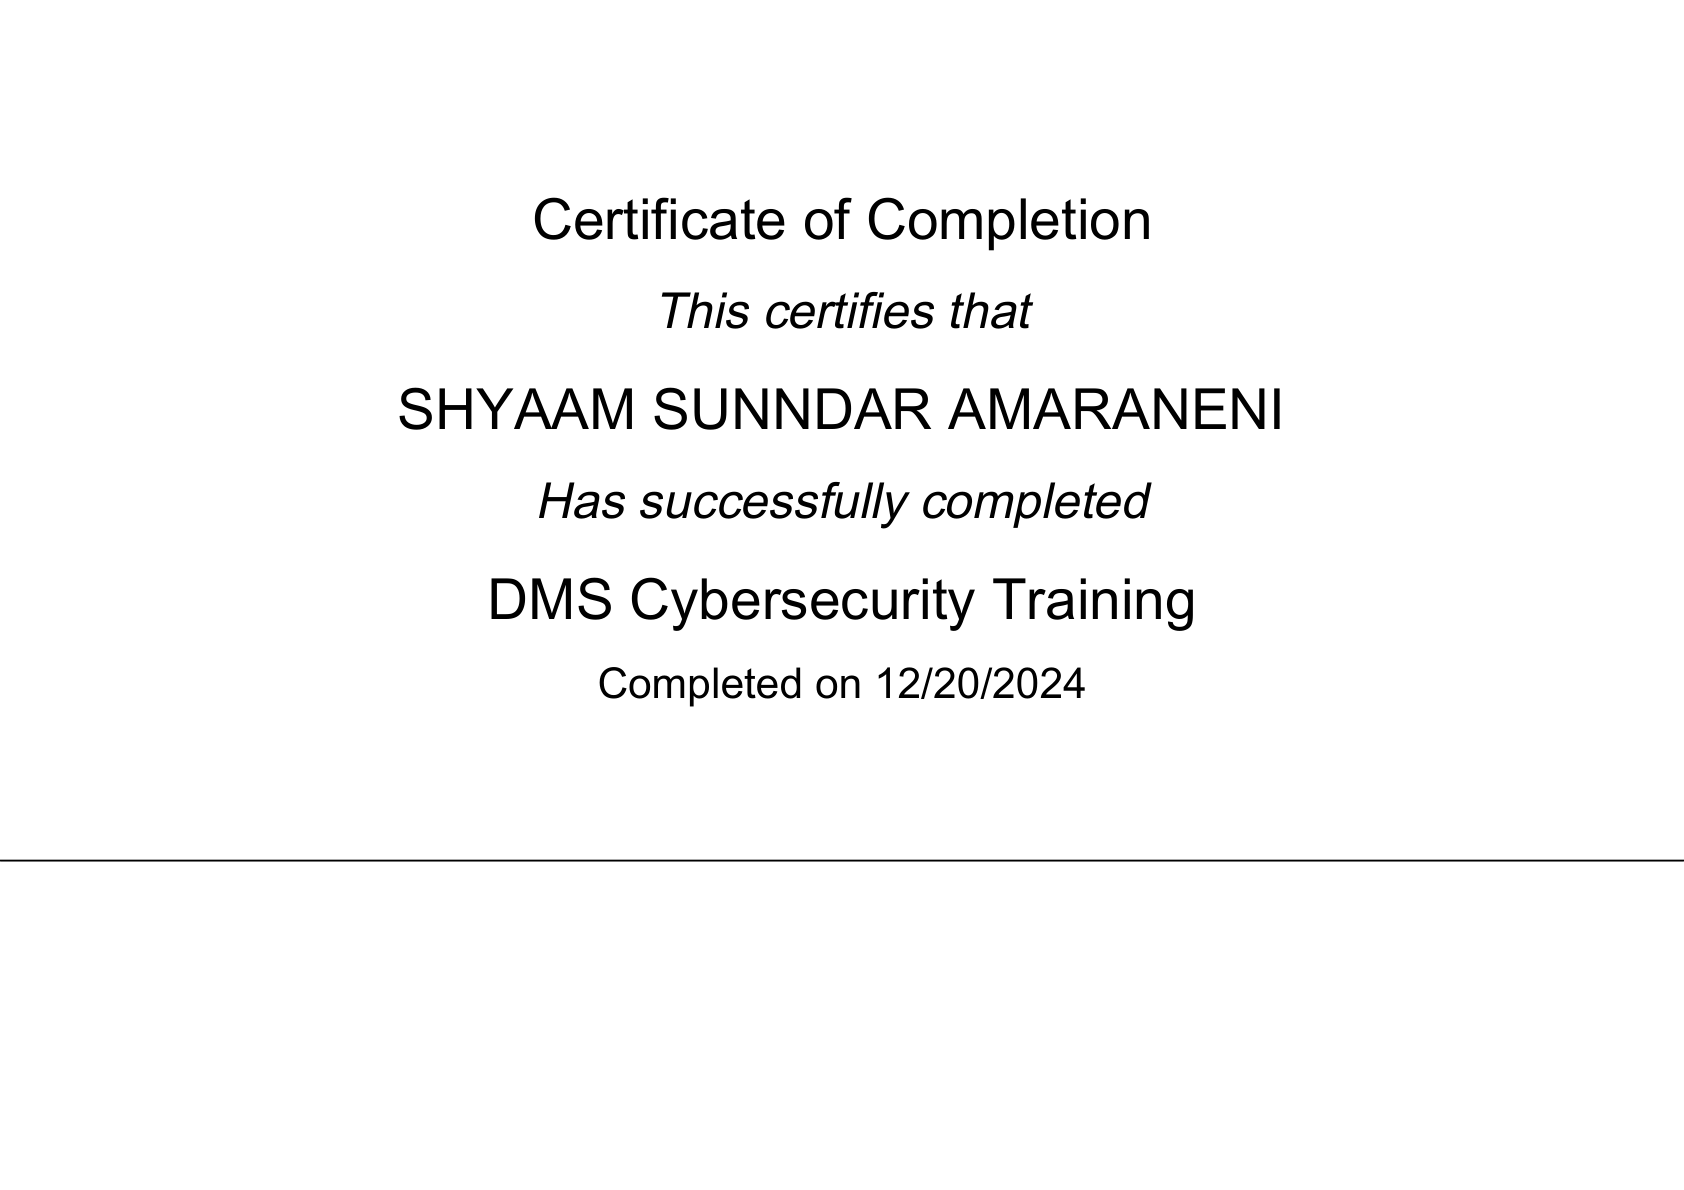 Certificate of Completion
This certifies that
SHYAAM SUNNDAR AMARANENI
Has successfully completed
DMS Cybersecurity Training
Completed on 12/20/2024